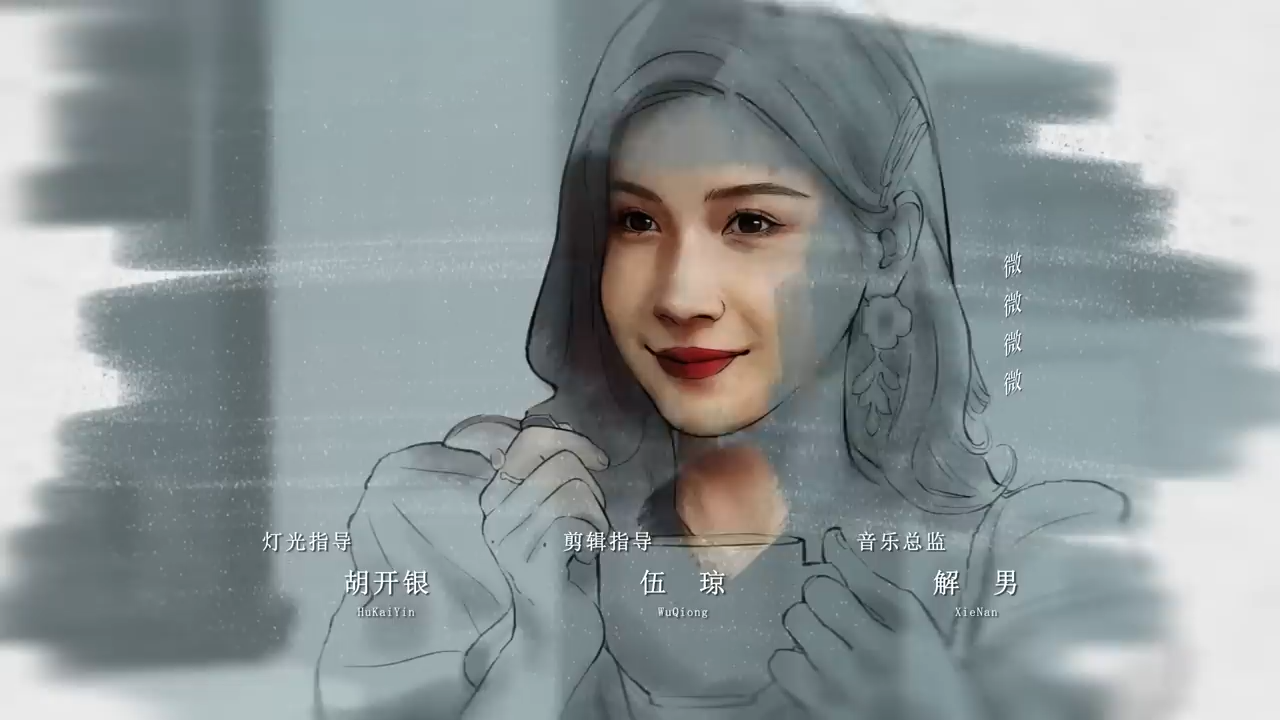 微
微
微
微
灯光指导
胡开银
HuKaiYin
剪辑指导
伍 琼
WuQiong
音乐总监
解 男
XieNan